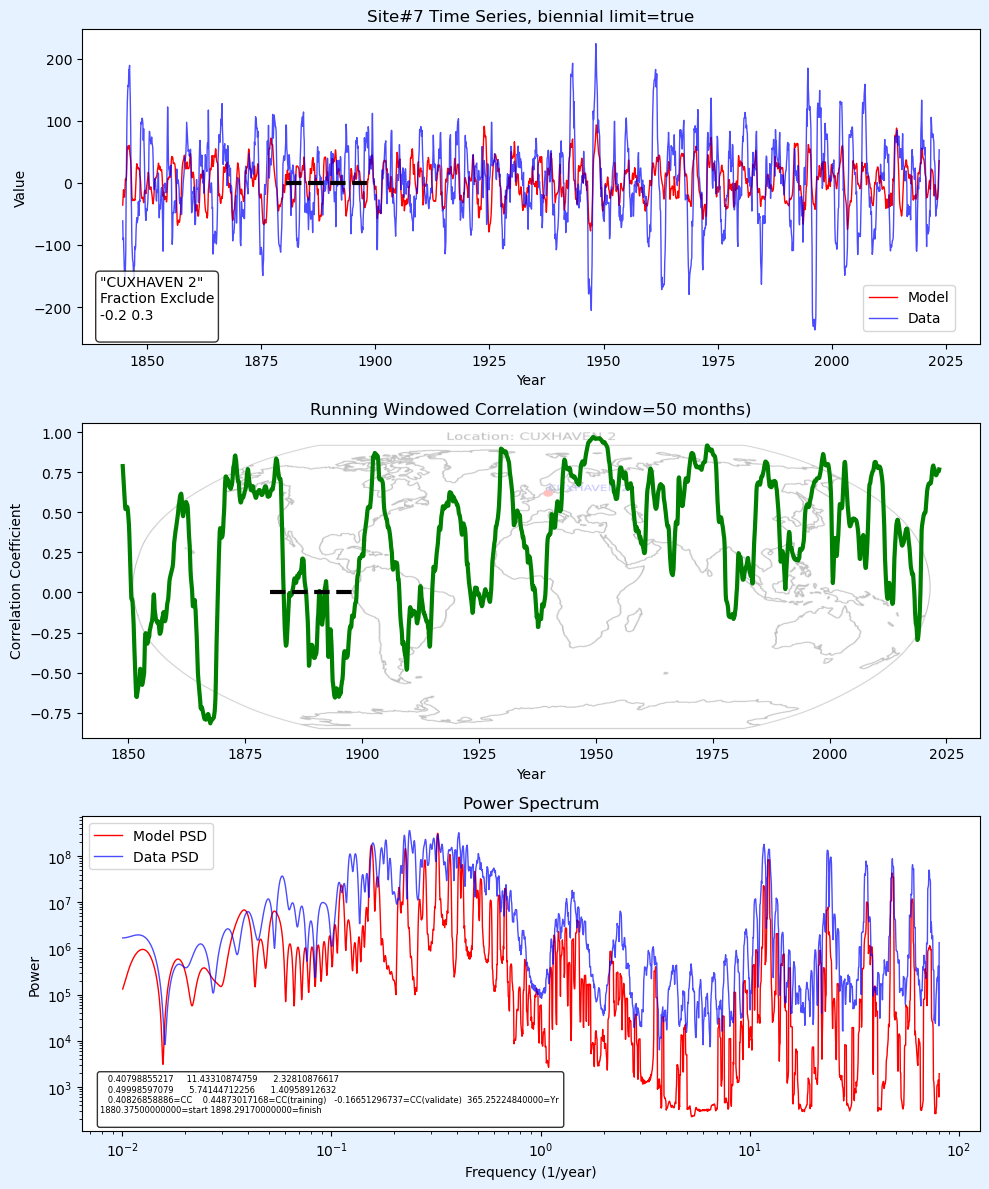 Site#7 Time Series, biennial limit=true
Value
200
100
0
−100
−200
"CUXHAVEN 2"
Fraction Exclude
-0.2 0.3
Model
Data
1850 1875 1900 1925 1950 1975 2000 2025
Year
Running Windowed Correlation (window=50 months)
Correlation Coefficient
1.00
0.75
0.50
0.25
0.00
−0.25
−0.50
−0.75
Location: CUXHAVEN 2
1850 1875 1900 1925 1950 1975 2000 2025
Year
Power Spectrum
Power
Model PSD
Data PSD
10⁸
10⁷
10⁶
10⁵
10⁴
10³
0.40798855217 11.43310874759 2.32810876617
0.49998597079 5.74144712256 1.40958912632
0.40826858886=CC 0.44873017168=CC(training) -0.16651296737=CC(validate) 365.25224840000=Yr
1880.37500000000=start 1898.29170000000=finish
10⁻² 10⁻¹ 10⁰ 10¹ 10²
Frequency (1/year)